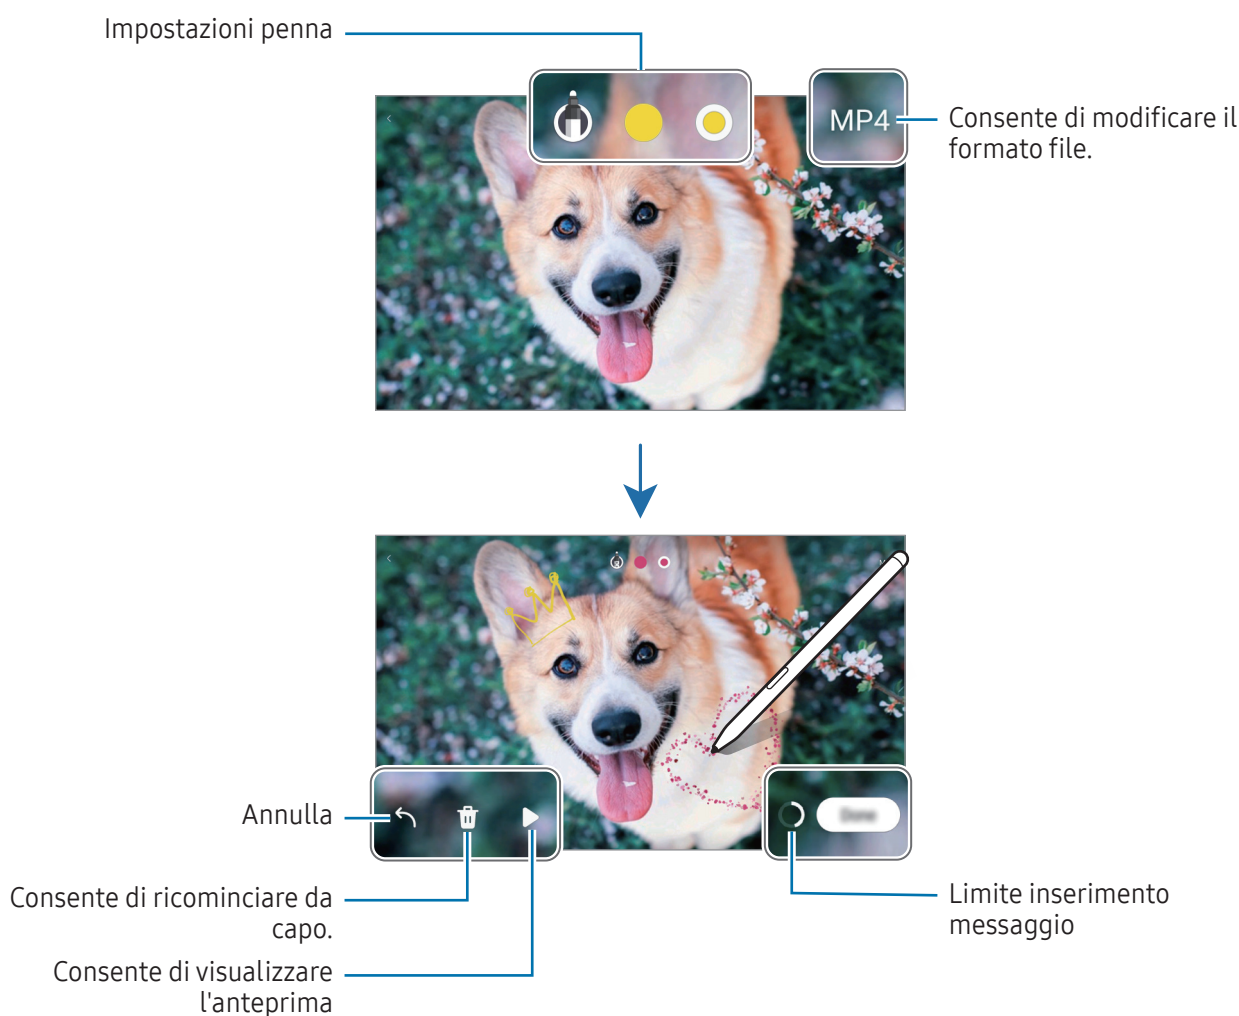 Impostazioni penna
MP4
Consente di modificare il
formato file.
Annulla
Consente di ricominciare da
capo.
Consente di visualizzare
l'anteprima
Limite inserimento
messaggio